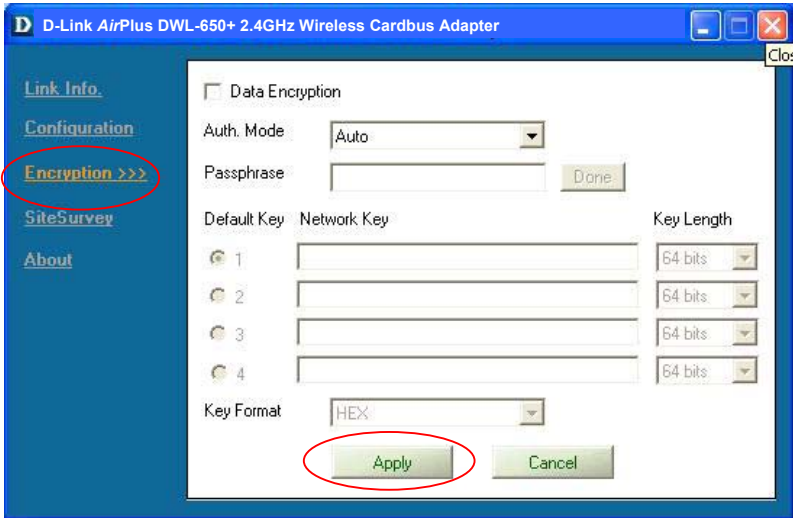 D D-Link AirPlus DWL-650+ 2.4GHz Wireless Cardbus Adapter
Clos
Link Info.
Configuration
Encryption >>>
SiteSurvey
About
Data Encryption
Auth. Mode Auto
Passphrase Done
Default Key Network Key Key Length
1 64 bits
2 64 bits
3 64 bits
4 64 bits
Key Format HEX
Apply Cancel